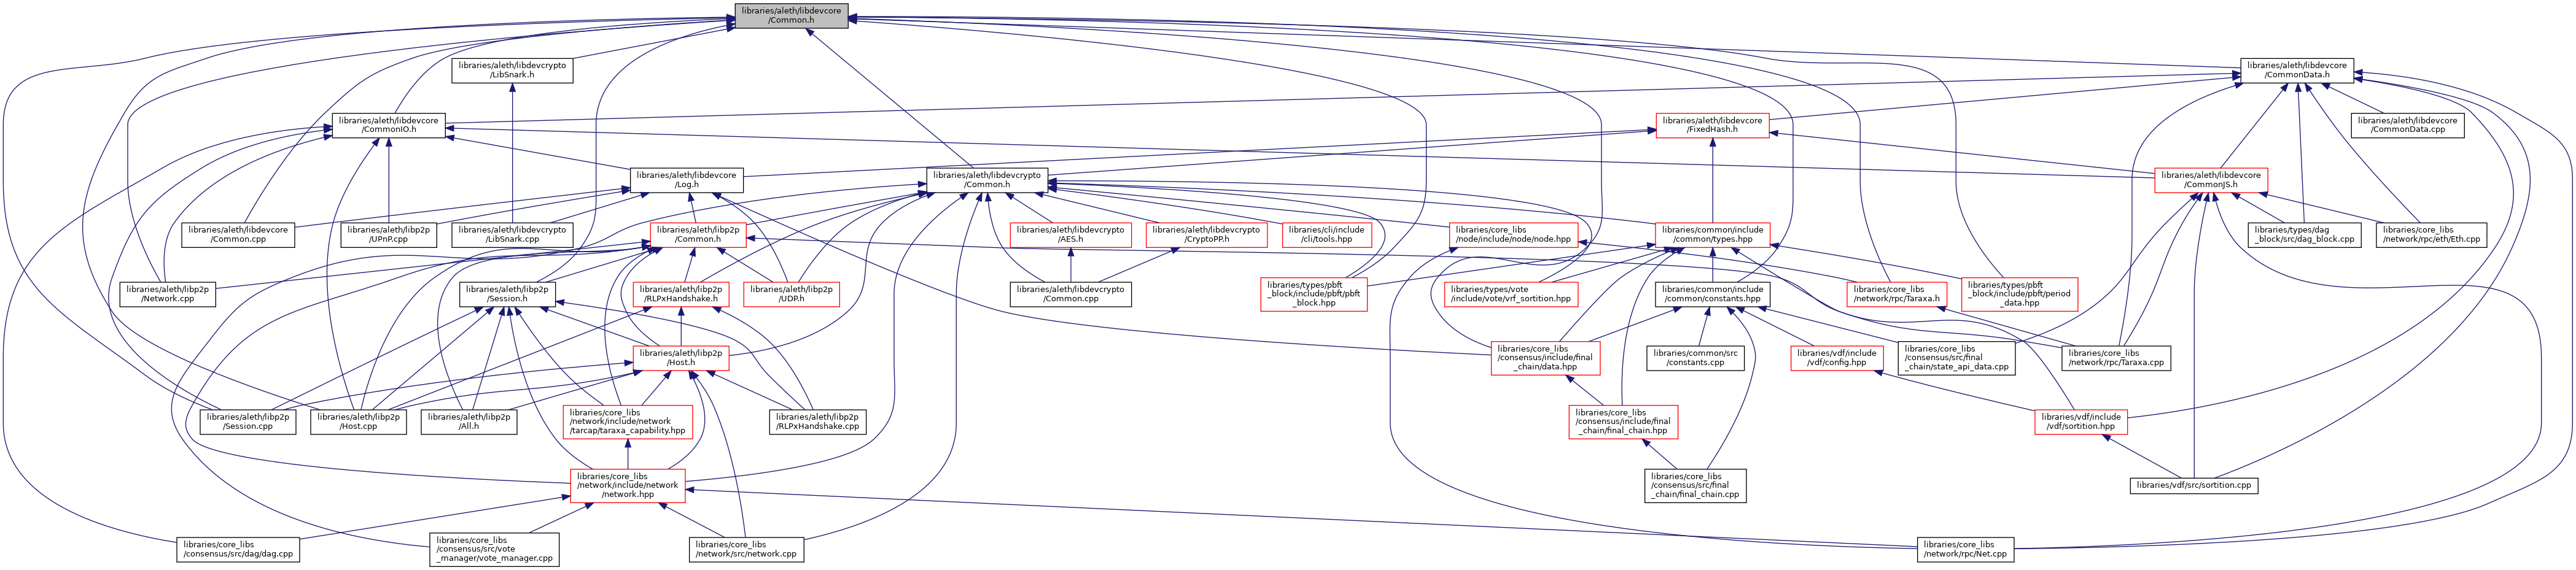 libraries/aleth/libdevcore
/Common.h
libraries/aleth/libdevcrypto
/LibSnark.h
libraries/aleth/libdevcore
/CommonData.h
libraries/aleth/libdevcore
/CommonIO.h
libraries/aleth/libdevcore
/FixedHash.h
libraries/aleth/libdevcore
/CommonData.cpp
libraries/aleth/libdevcore
/Log.h
libraries/aleth/libdevcrypto
/Common.h
libraries/aleth/libdevcore
/CommonJS.h
libraries/aleth/libdevcore
/Common.cpp
libraries/aleth/libp2p
/UPnP.cpp
libraries/aleth/libdevcrypto
/LibSnark.cpp
libraries/aleth/libp2p
/Common.h
libraries/aleth/libdevcrypto
/AES.h
libraries/aleth/libdevcrypto
/CryptoPP.h
libraries/cli/include
/cli/tools.hpp
libraries/core_libs
/node/include/node/node.hpp
libraries/common/include
/common/types.hpp
libraries/types/dag
_block/src/dag_block.cpp
libraries/core_libs
/network/rpc/eth/Eth.cpp
libraries/aleth/libp2p
/Network.cpp
libraries/aleth/libp2p
/Session.h
libraries/aleth/libp2p
/RLPxHandshake.h
libraries/aleth/libp2p
/UDP.h
libraries/aleth/libdevcrypto
/Common.cpp
libraries/types/pbft
_block/include/pbft/pbft
_block.hpp
libraries/types/vote
/include/vote/vrf_sortition.hpp
libraries/common/include
/common/constants.hpp
libraries/core_libs
/network/rpc/Taraxa.h
libraries/types/pbft
_block/include/pbft/period
_data.hpp
libraries/aleth/libp2p
/Host.h
libraries/core_libs
/consensus/include/final
_chain/data.hpp
libraries/common/src
/constants.cpp
libraries/vdf/include
/vdf/config.hpp
libraries/core_libs
/consensus/src/final
_chain/state_api_data.cpp
libraries/core_libs
/network/rpc/Taraxa.cpp
libraries/aleth/libp2p
/Session.cpp
libraries/aleth/libp2p
/Host.cpp
libraries/aleth/libp2p
/All.h
libraries/core_libs
/network/include/network
/tarcap/taraxa_capability.hpp
libraries/aleth/libp2p
/RLPxHandshake.cpp
libraries/core_libs
/consensus/include/final
_chain/final_chain.hpp
libraries/vdf/include
/vdf/sortition.hpp
libraries/core_libs
/network/include/network
/network.hpp
libraries/core_libs
/consensus/src/final
_chain/final_chain.cpp
libraries/vdf/src/sortition.cpp
libraries/core_libs
/consensus/src/dag/dag.cpp
libraries/core_libs
/consensus/src/vote
_manager/vote_manager.cpp
libraries/core_libs
/network/src/network.cpp
libraries/core_libs
/network/rpc/Net.cpp